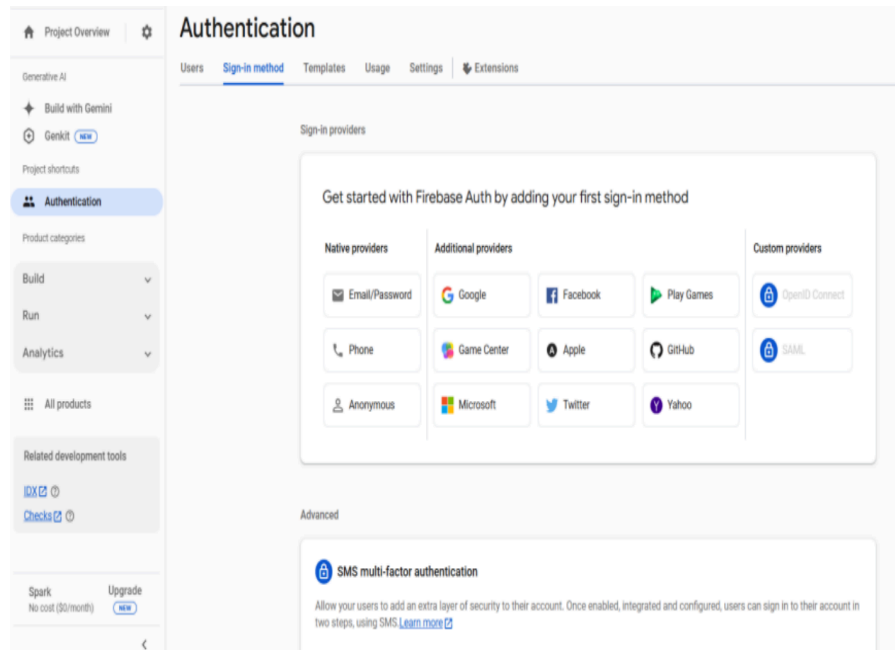 Project Overview
Generative AI
Build with Gemini
Genkit NEW
Project shortcuts
Authentication
Product categories
Build
Run
Analytics
All products
Related development tools
IDX
Checks
Spark
No cost ($0/month)
Upgrade
NEW
Authentication
Users Sign-in method Templates Usage Settings Extensions
Sign-in providers
Get started with Firebase Auth by adding your first sign-in method
Native providers Additional providers Custom providers
Email/Password Google Facebook Play Games OpenID Connect
Phone Game Center Apple GitHub SAML
Anonymous Microsoft Twitter Yahoo
Advanced
SMS multi-factor authentication
Allow your users to add an extra layer of security to their account. Once enabled, integrated and configured, users can sign in to their account in
two steps, using SMS. Learn more